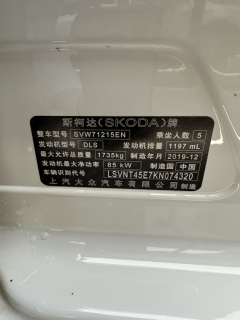 斯柯达(SKODA)牌
整车型号 SVW71215EN 乘坐人数 5
发动机型号 DLS 发动机排量 1197 mL
最大允许总质量 1735kg 制造年月 2019-12
发动机最大净功率 85 kW 制造国 中国
车辆识别代号 LSVNT45E7KN074320
上汽大众汽车有限公司制造